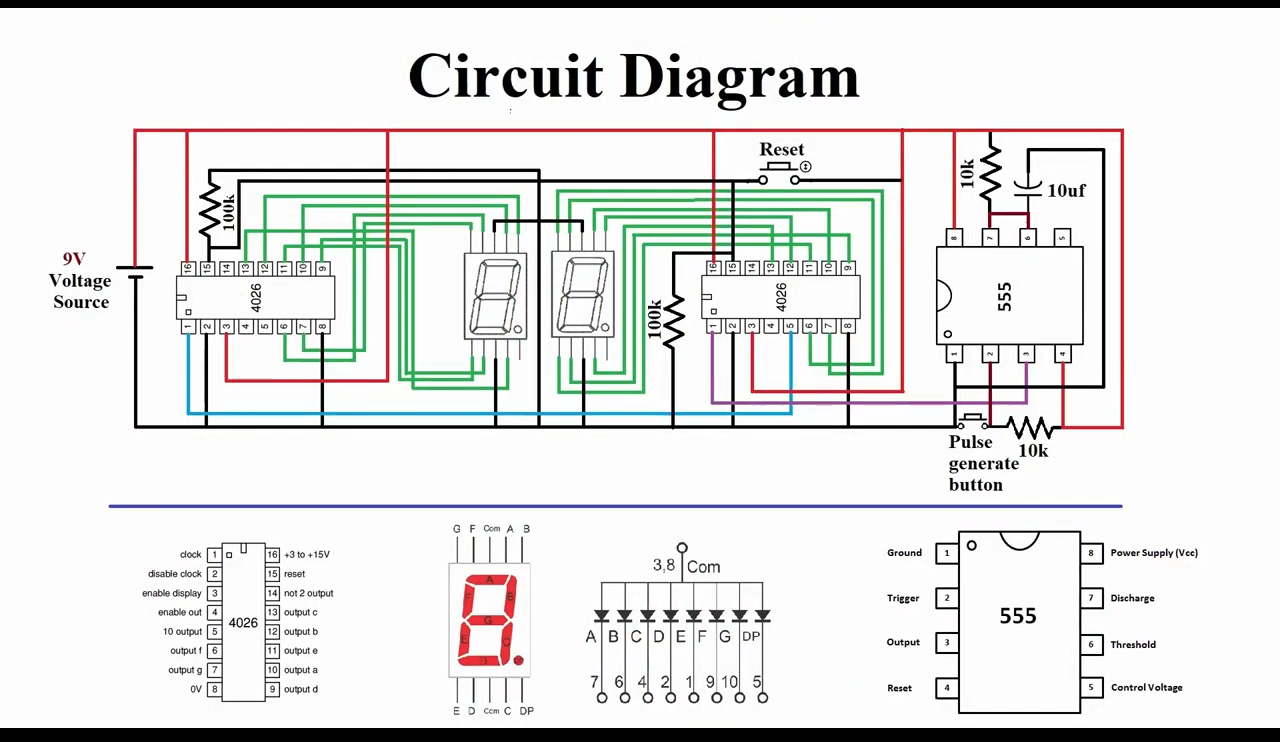 Circuit Diagram
Reset
10k
10uf
100k
9V
Voltage
Source
16 15 14 13 12 11 10 9
4026
1 2 3 4 5 6 7 8
100k
16 15 14 13 12 11 10 9
4026
1 2 3 4 5 6 7 8
8 7 6 5
555
1 2 3 4
Pulse
generate
button
10k
clock 1 16 +3 to +15V
disable clock 2 15 reset
enable display 3 14 not 2 output
enable out 4 13 output c
4026
10 output 5 12 output b
output f 6 11 output e
output g 7 10 output a
0V 8 9 output d
G F Com A B
A
F B
G
E C
D DP
E D Com C DP
3,8 Com
A B C D E F G DP
7 6 4 2 1 9 10 5
Ground 1 8 Power Supply (Vcc)
Trigger 2 7 Discharge
555
Output 3 6 Threshold
Reset 4 5 Control Voltage